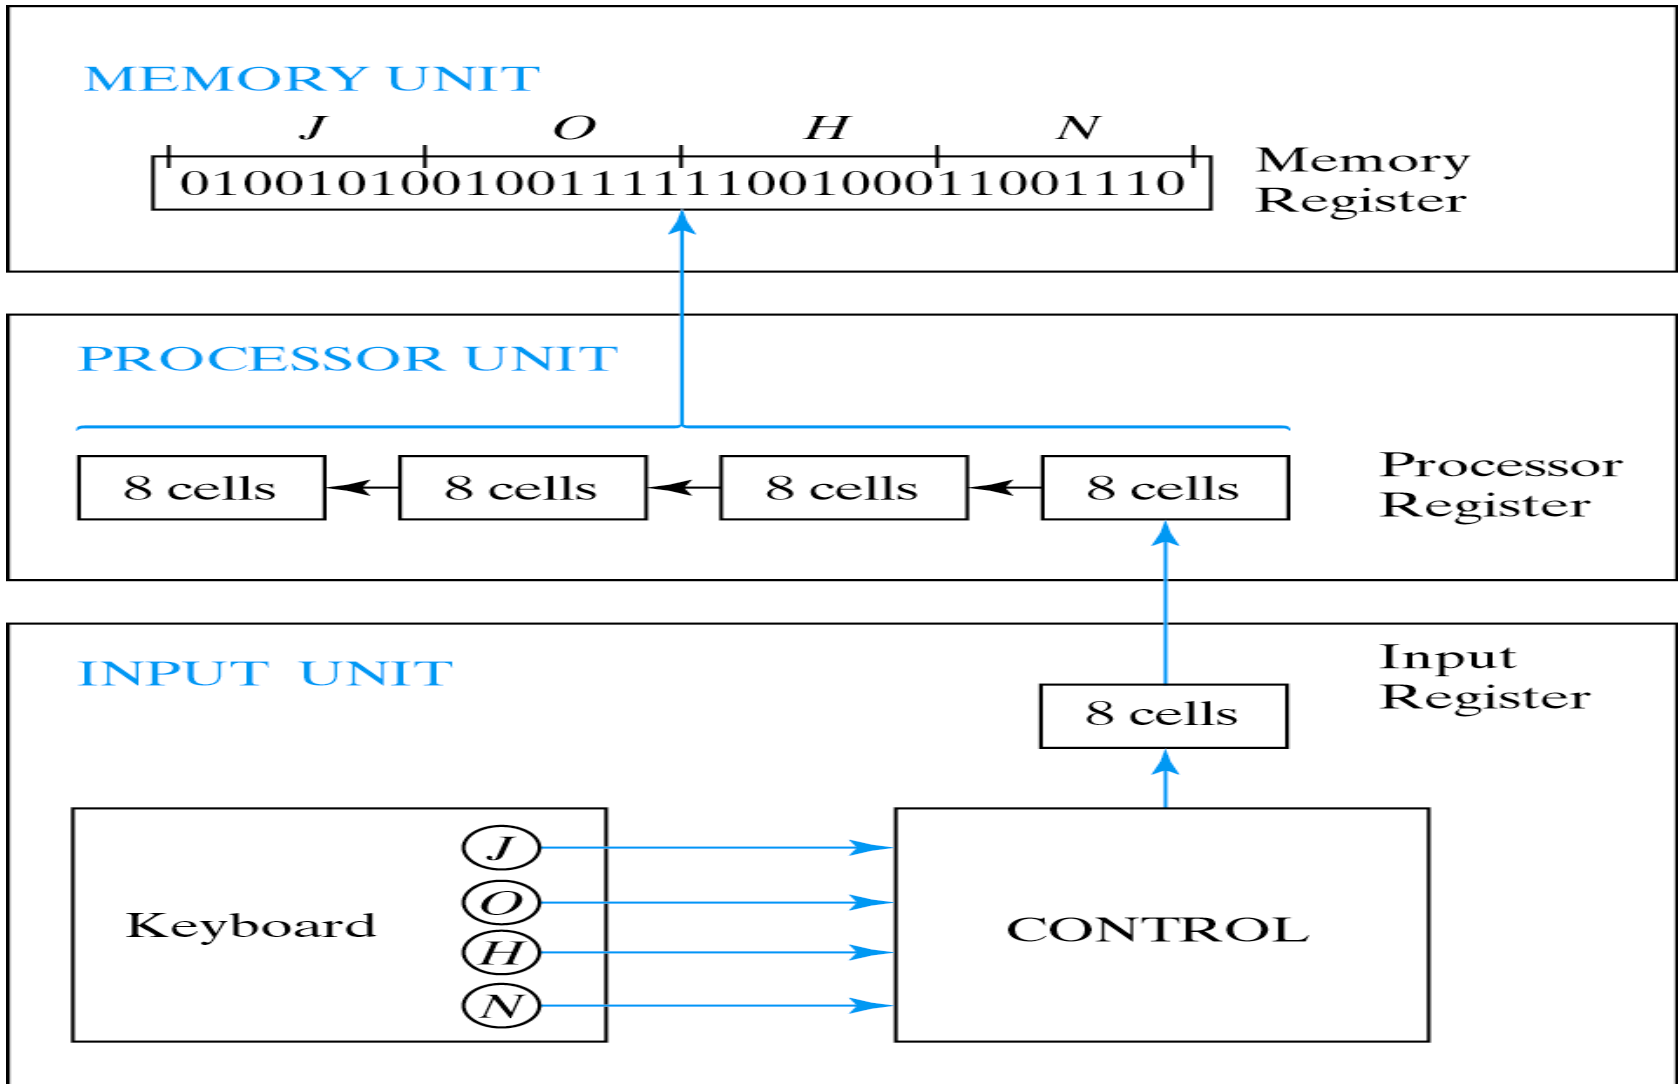 MEMORY UNIT
J O H N
01001010010011111100100011001110
Memory
Register
PROCESSOR UNIT
8 cells 8 cells 8 cells 8 cells
Processor
Register
INPUT UNIT
Input
Register
8 cells
J
O
Keyboard
CONTROL
H
N